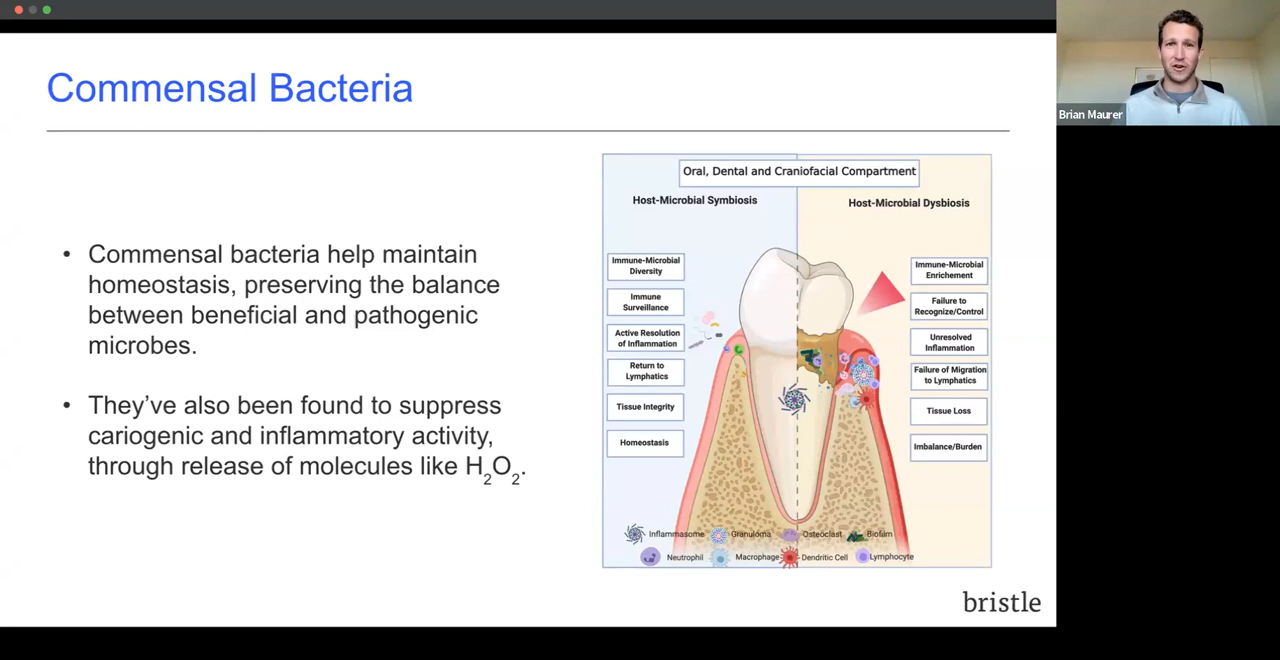 Commensal Bacteria
Brian Maurer
• Commensal bacteria help maintain
homeostasis, preserving the balance
between beneficial and pathogenic
microbes.
• They’ve also been found to suppress
cariogenic and inflammatory activity,
through release of molecules like H₂O₂.
Oral, Dental and Craniofacial Compartment
Host-Microbial Symbiosis
Host-Microbial Dysbiosis
Immune-Microbial
Diversity
Immune
Surveillance
Active Resolution
of Inflammation
Return to
Lymphatics
Tissue Integrity
Homeostasis
Immune-Microbial
Enrichement
Failure to
Recognize/Control
Unresolved
Inflammation
Failure of Migration
to Lymphatics
Tissue Loss
Imbalance/Burden
Inflammasome Granuloma Osteoclast Biofilm
Neutrophil Macrophage Dendritic Cell Lymphocyte
bristle